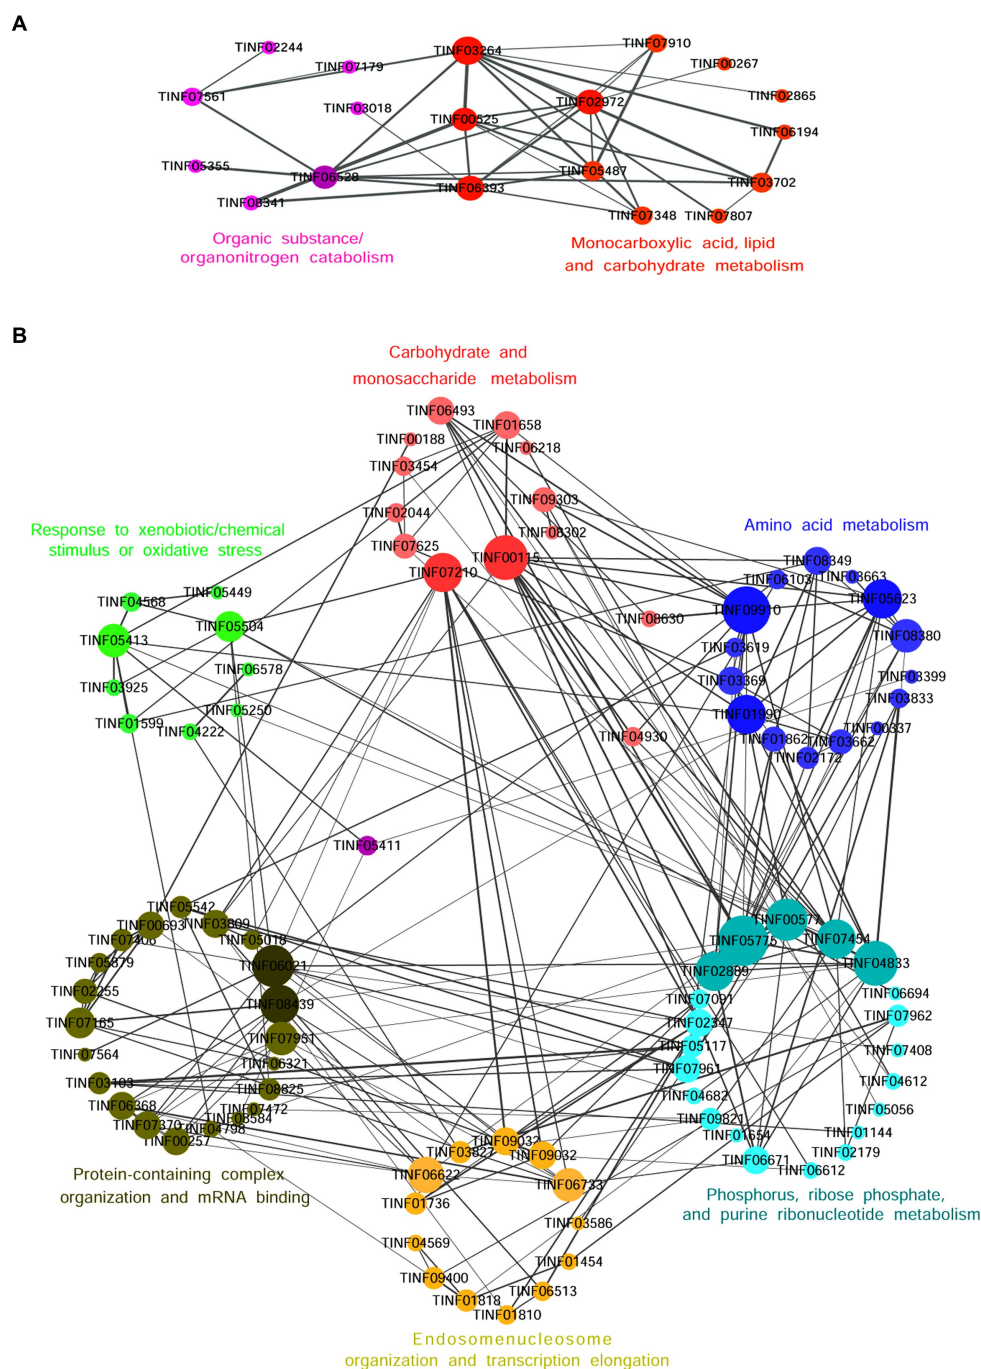 A
TINF02244
TINF07179
TINF03264
TINF07910
TINF00267
TINF07561
TINF03018
TINF02972
TINF02865
TINF00525
TINF06194
TINF05355
TINF06528
TINF05487
TINF08341
TINF06393
TINF03702
TINF07348
TINF07807
Organic substance/
organonitrogen catabolism
Monocarboxylic acid, lipid
and carbohydrate metabolism
B
Carbohydrate and
monosaccharide metabolism
TINF06493
TINF01658
TINF00188
TINF06218
TINF03454
TINF09303
TINF02044
TINF08302
TINF07625
TINF00115
TINF07210
TINF08630
TINF04930
Response to xenobiotic/chemical
stimulus or oxidative stress
TINF05449
TINF04568
TINF05504
TINF05413
TINF06578
TINF03925
TINF05250
TINF01599
TINF04222
Amino acid metabolism
TINF08349
TINF06103
TINF03663
TINF05623
TINF09910
TINF08380
TINF03619
TINF03369
TINF03399
TINF03833
TINF01990
TINF00337
TINF01862
TINF03662
TINF02172
TINF05411
TINF05542
TINF00693
TINF03809
TINF07406
TINF05018
TINF05879
TINF06021
TINF02255
TINF08439
TINF07165
TINF07951
TINF07564
TINF06321
TINF03103
TINF08825
TINF06368
TINF07472
TINF08584
TINF07370
TINF04798
TINF00257
Protein-containing complex
organization and mRNA binding
TINF00577
TINF05775
TINF07454
TINF02889
TINF04833
TINF07091
TINF06694
TINF02347
TINF07962
TINF05117
TINF07408
TINF07961
TINF04612
TINF04682
TINF05056
TINF09821
TINF01654
TINF01144
TINF02179
TINF06671
TINF06612
Phosphorus, ribose phosphate,
and purine ribonucleotide metabolism
TINF09032
TINF03827
TINF09032
TINF06622
TINF06733
TINF01736
TINF03586
TINF04569
TINF01454
TINF09400
TINF06513
TINF01818
TINF01810
Endosomenucleosome
organization and transcription elongation